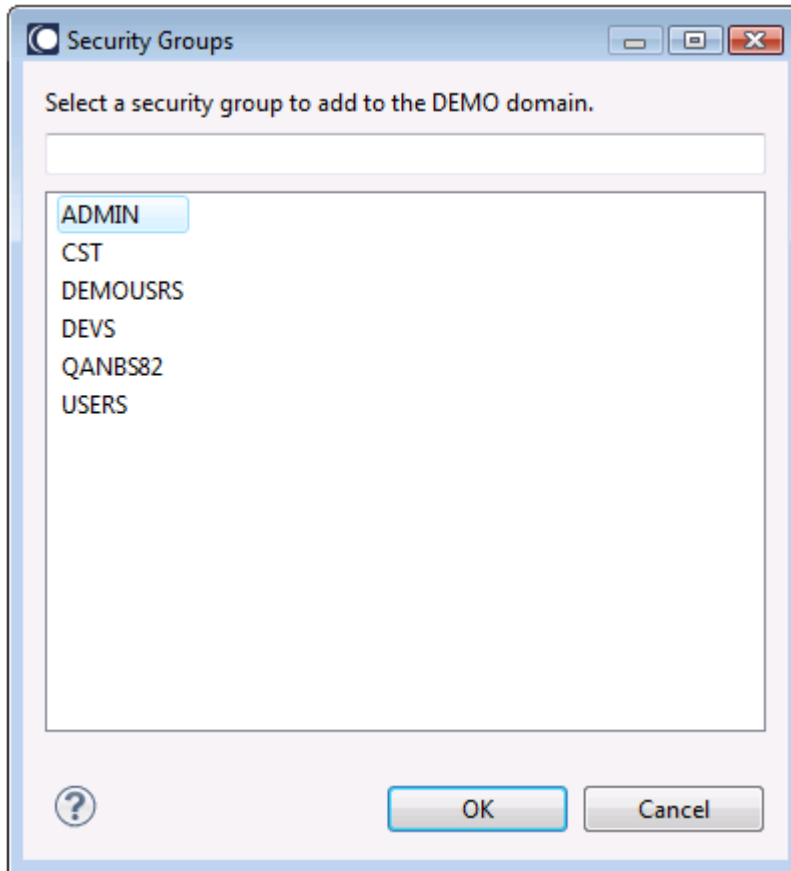 Security Groups
Select a security group to add to the DEMO domain.
ADMIN
CST
DEMOUSRS
DEVS
QANBS82
USERS
?
OK
Cancel